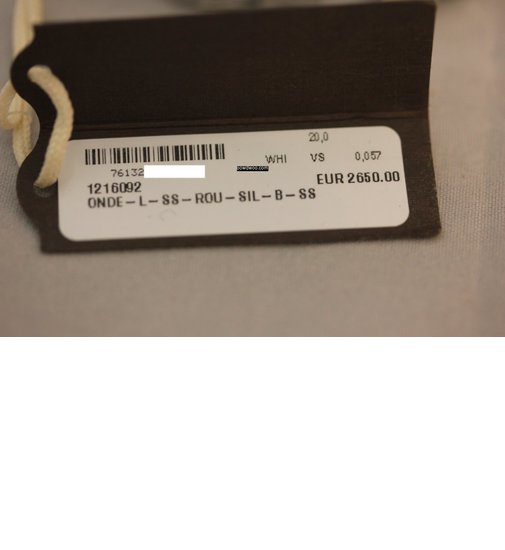 20,0
WHI VS 0,057
76132
EUR 2650.00
1216092
ONDE-L-SS-ROU-SIL-B-SS